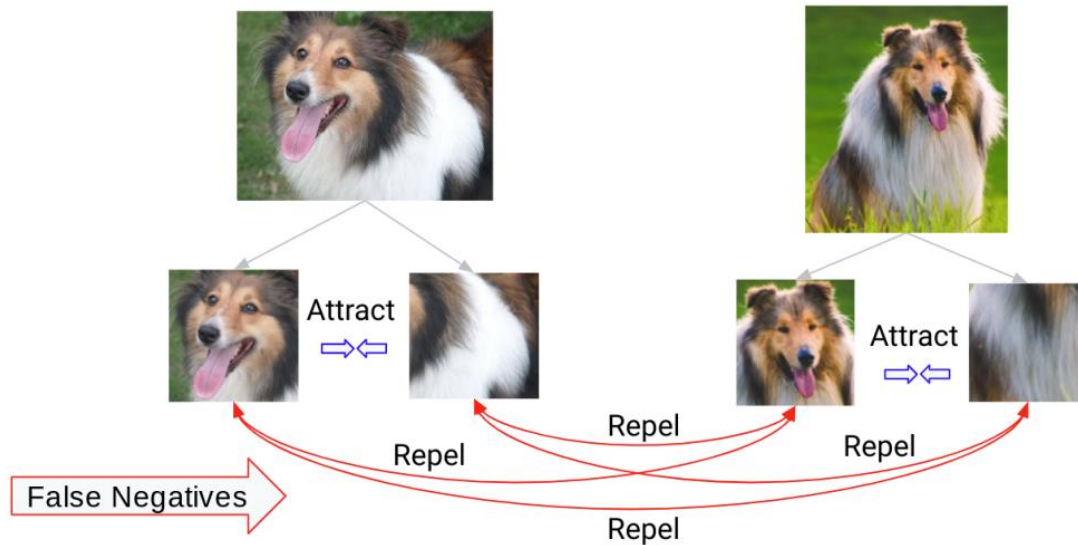 Attract
Attract
Repel
Repel
Repel
False Negatives
Repel